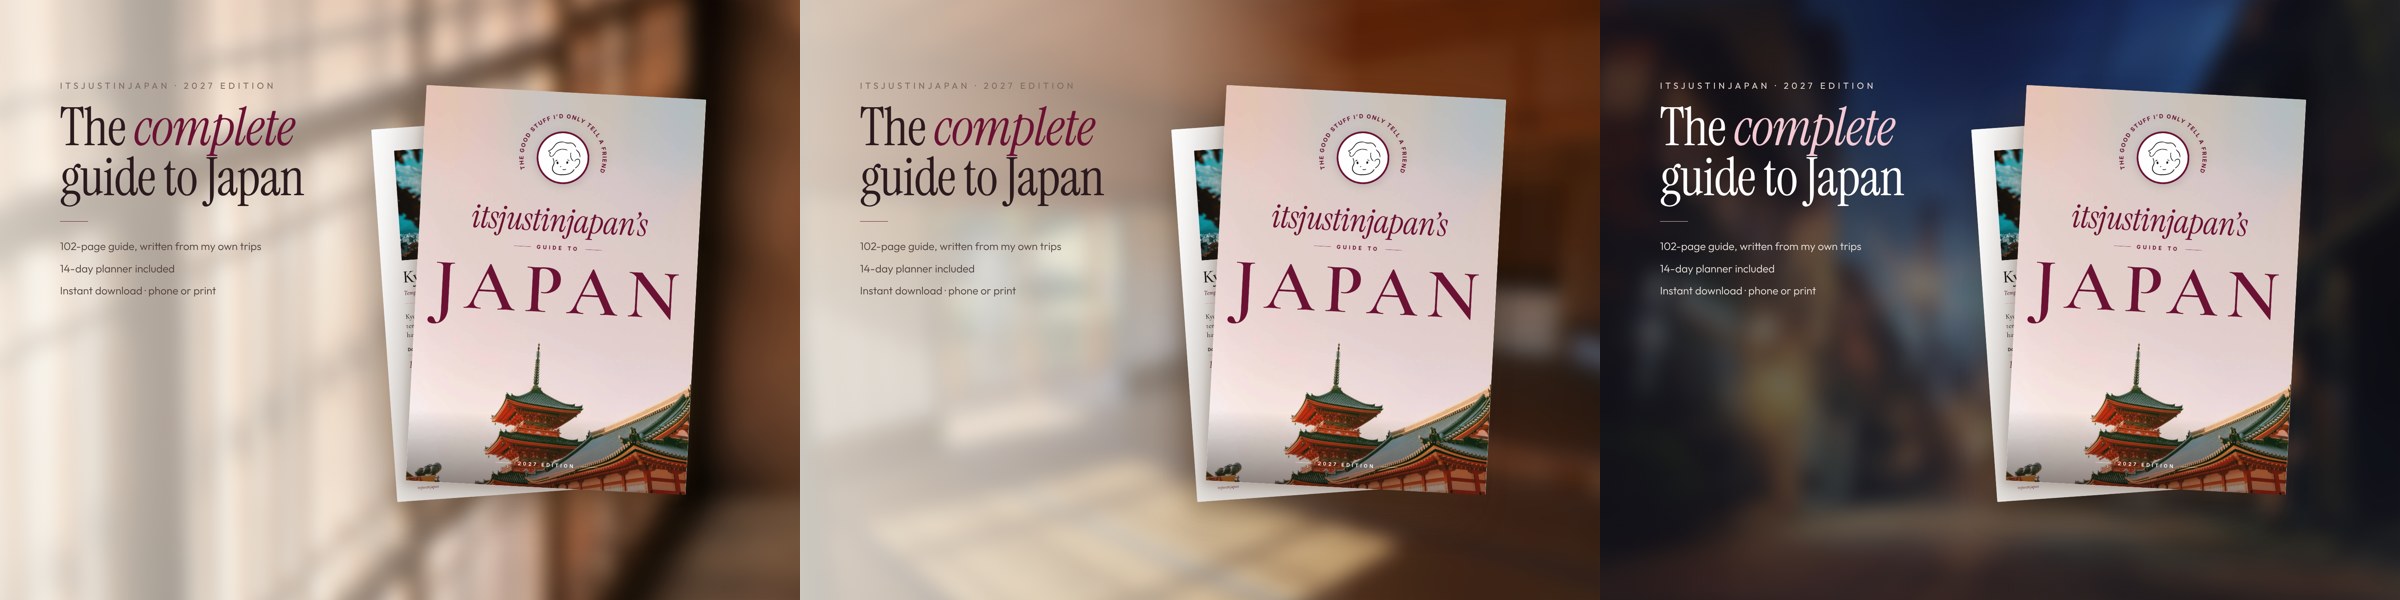 ITSJUSTINJAPAN · 2027 EDITION
The complete
guide to Japan
102-page guide, written from my own trips
14-day planner included
Instant download · phone or print
THE GOOD STUFF I'D ONLY TELL A FRIEND
itsjustinjapan's
GUIDE TO
JAPAN
2027 EDITION
ITSJUSTINJAPAN · 2027 EDITION
The complete
guide to Japan
102-page guide, written from my own trips
14-day planner included
Instant download · phone or print
THE GOOD STUFF I'D ONLY TELL A FRIEND
itsjustinjapan's
GUIDE TO
JAPAN
2027 EDITION
ITSJUSTINJAPAN · 2027 EDITION
The complete
guide to Japan
102-page guide, written from my own trips
14-day planner included
Instant download · phone or print
THE GOOD STUFF I'D ONLY TELL A FRIEND
itsjustinjapan's
GUIDE TO
JAPAN
2027 EDITION